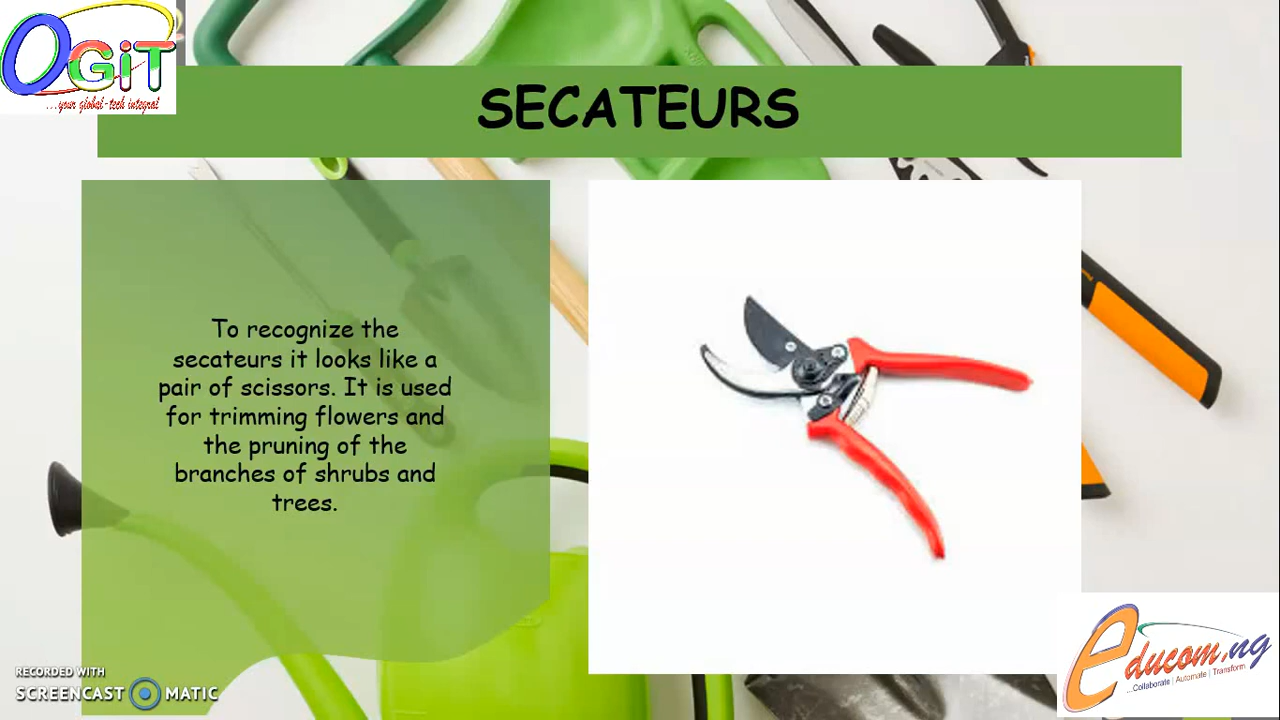 OGiT
...your global-tech integral
SECATEURS
To recognize the
secateurs it looks like a
pair of scissors. It is used
for trimming flowers and
the pruning of the
branches of shrubs and
trees.
RECORDED WITH
SCREENCAST MATIC
educom.ng
...Collaborate | Automate | Transform